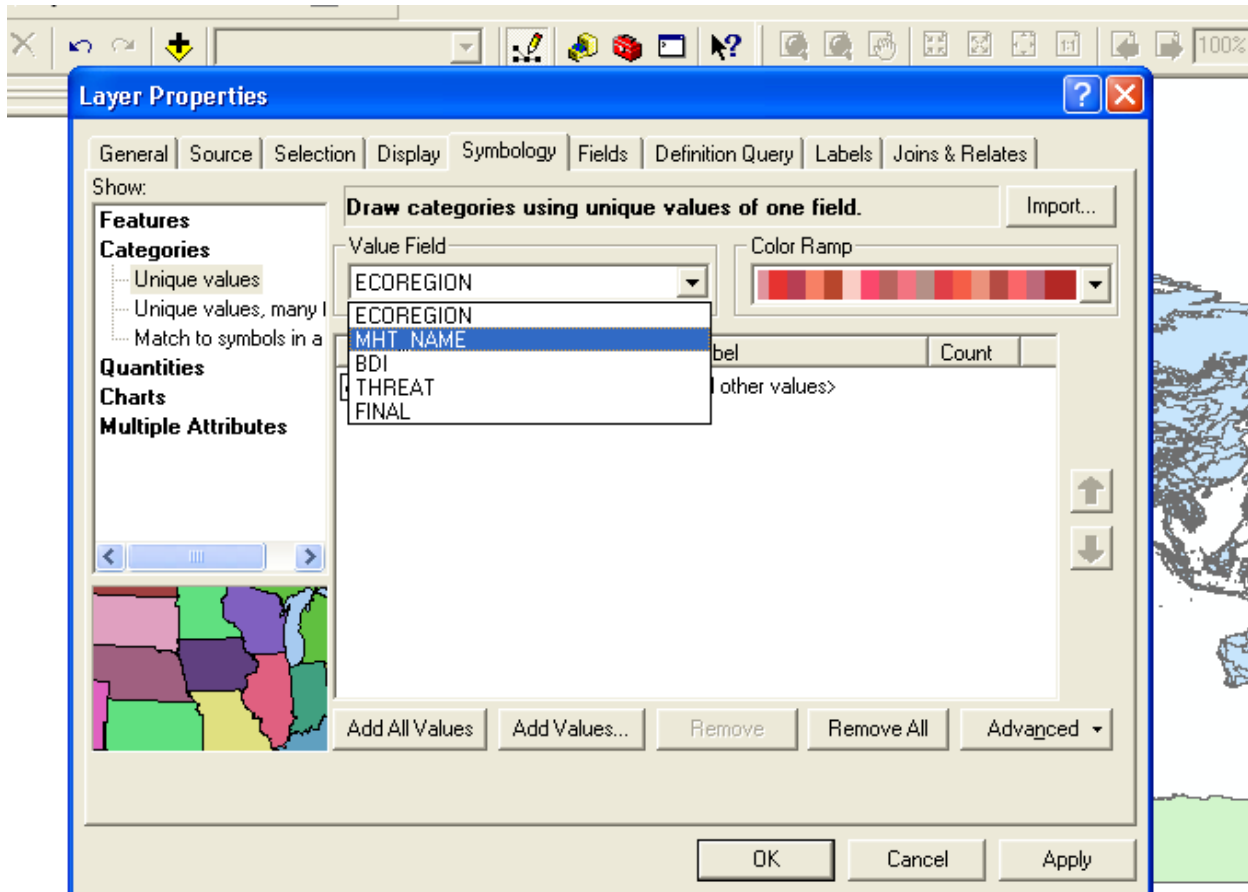 100%
Layer Properties
General Source Selection Display Symbology Fields Definition Query Labels Joins & Relates
Show:
Features
Categories
Unique values
Unique values, many
Match to symbols in a
Quantities
Charts
Multiple Attributes
Draw categories using unique values of one field.
Import...
Value Field
ECOREGION
ECOREGION
MHT_NAME
BDI
THREAT
FINAL
Color Ramp
Count
other values>
Add All Values Add Values... Remove Remove All Advanced
OK Cancel Apply